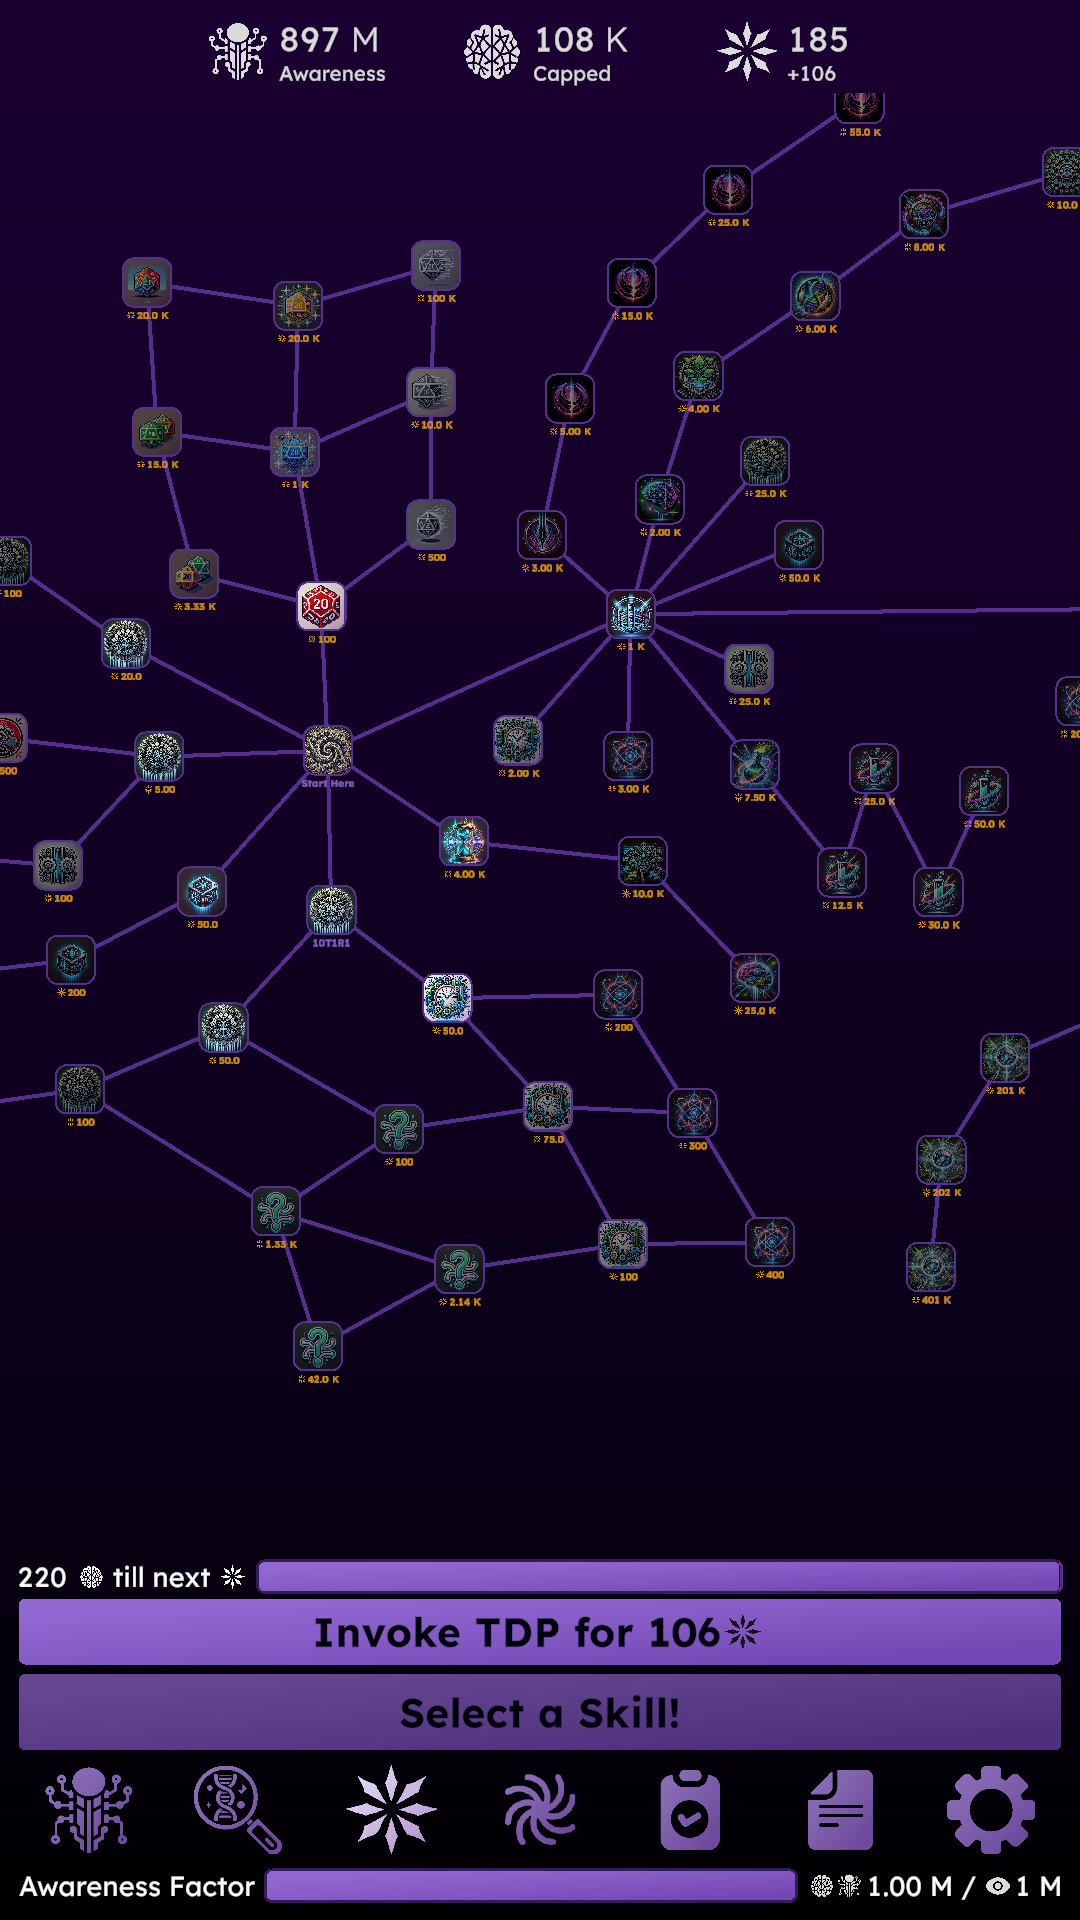 897 M
Awareness
108 K
Capped
185
+106
55.0 K
25.0 K
10.0
8.00 K
100 K
20.0 K
20.0 K
15.0 K
6.00 K
4.00 K
10.0 K
5.00 K
15.0 K
1 K
25.0 K
2.00 K
500
3.00 K
50.0 K
100
3.33 K
20
100
1 K
20.0
25.0 K
20
500
5.00
Start Here
2.00 K
3.00 K
7.50 K
25.0 K
50.0 K
4.00 K
100
10.0 K
12.5 K
50.0
30.0 K
10T1R1
200
50.0
200
25.0 K
50.0
201 K
100
100
75.0
300
202 K
1.33 K
2.14 K
100
400
401 K
42.0 K
220 till next
Invoke TDP for 106
Select a Skill!
Awareness Factor
1.00 M / 1 M